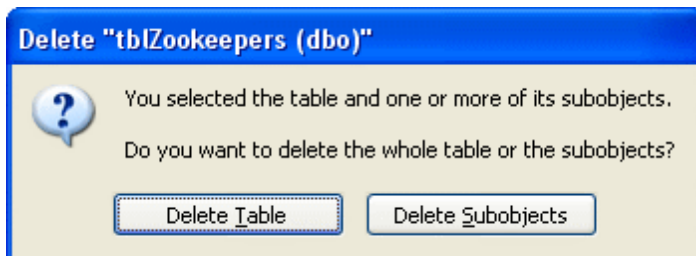 Delete "tblZookeepers (dbo)"
?
You selected the table and one or more of its subobjects.
Do you want to delete the whole table or the subobjects?
Delete Table
Delete Subobjects